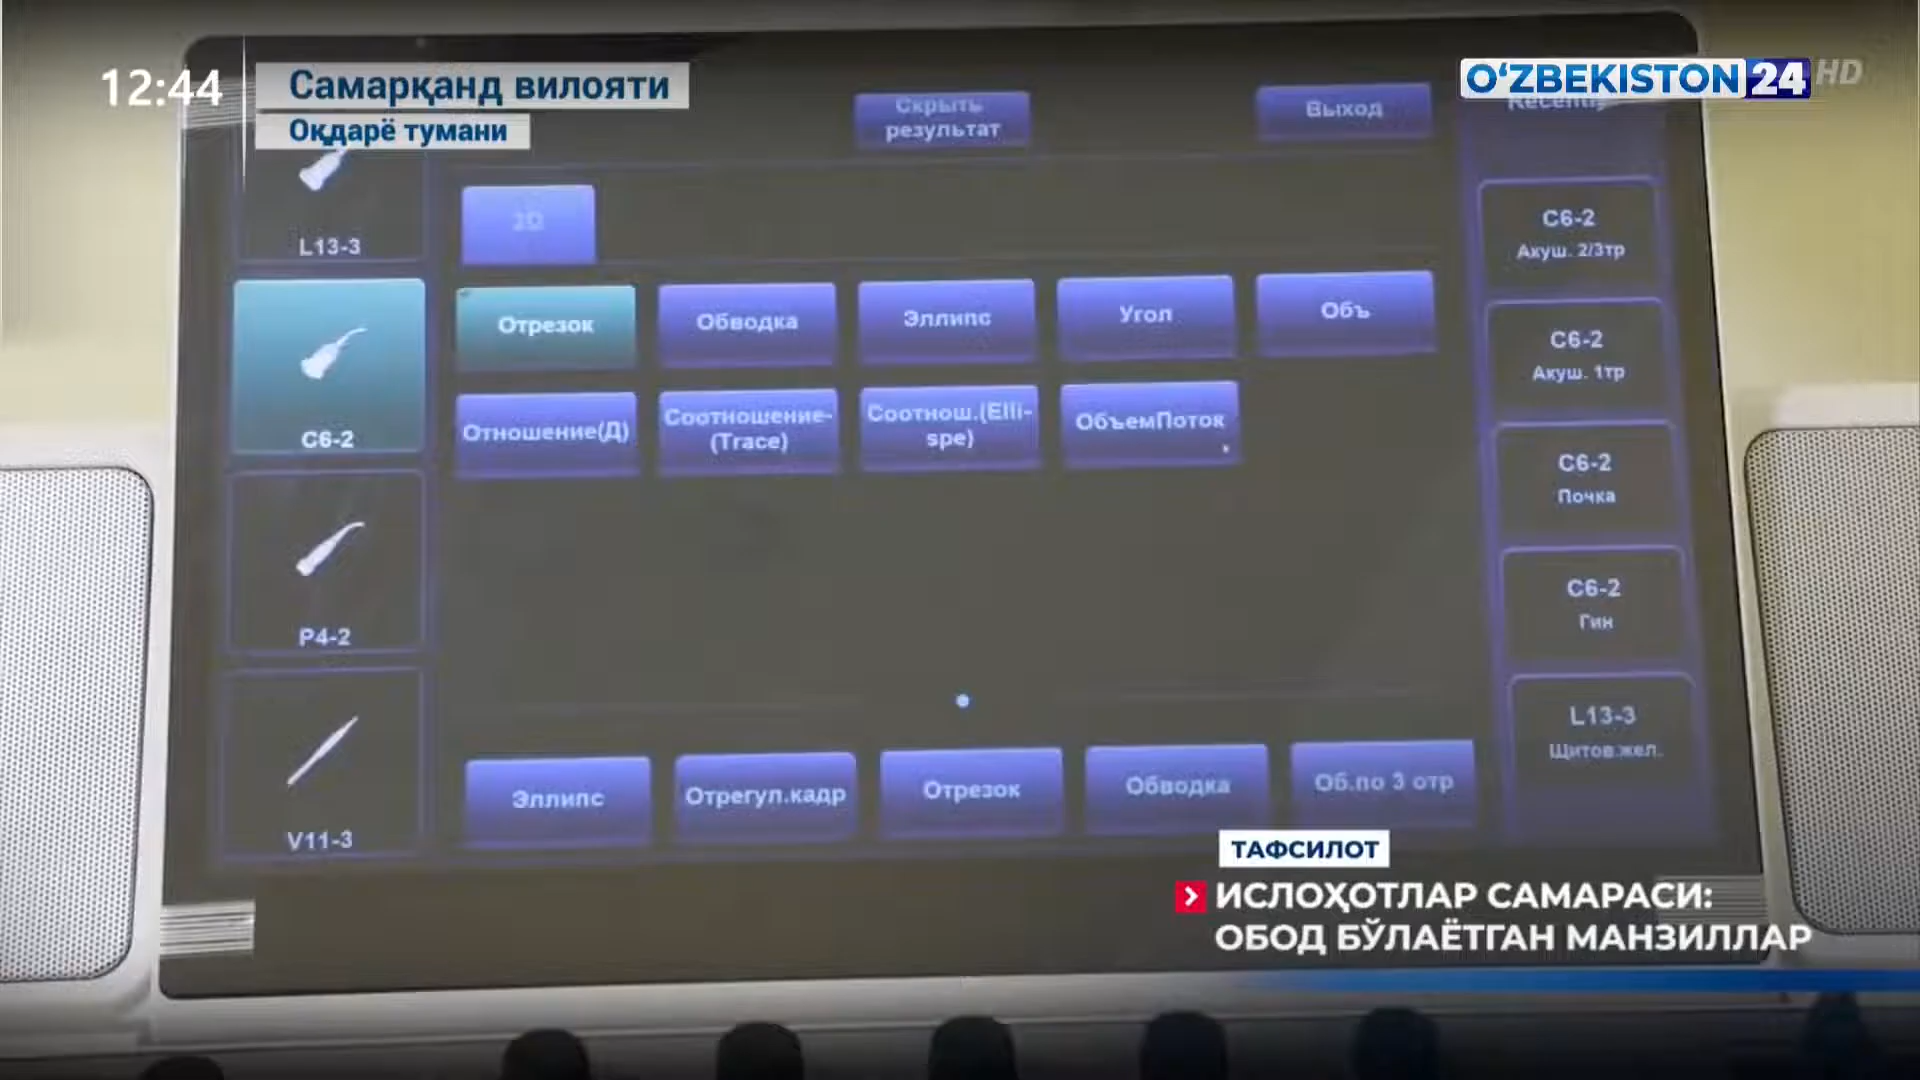 12:44
Самарқанд вилояти
Оқдарё тумани
O‘ZBEKISTON 24
HD
Скрыть
результат
Выход
L13-3
C6-2
P4-2
V11-3
2D
Отрезок
Обводка
Эллипс
Угол
Объ
Отношение(Д)
Соотношение-
(Trace)
Соотнош.(Elli-
spe)
ОбъемПоток
Эллипс
Отрегул.кадр
Отрезок
Обводка
Об.по 3 отр
C6-2
Акуш. 2/3тр
C6-2
Акуш. 1тр
C6-2
Почка
C6-2
Гин
L13-3
Щитов.жел.
ТАФСИЛОТ
ИСЛОҲОТЛАР САМАРАСИ:
ОБОД БЎЛАЁТГАН МАНЗИЛЛАР